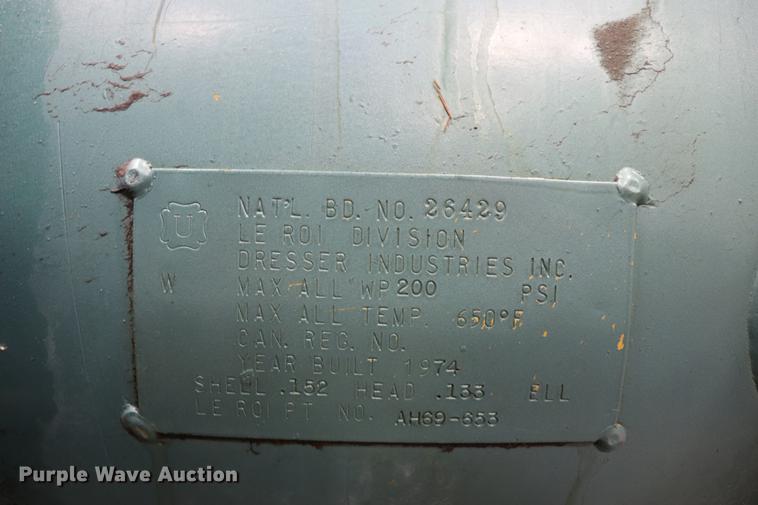 NAT'L. BD. NO. 26429
U
LE ROI DIVISION
DRESSER INDUSTRIES INC.
W MAX ALL WP 200 PSI
MAX ALL TEMP. 650°F
CAN. REG. NO.
YEAR BUILT 1974
SHELL .152 HEAD .133 ELL
LE ROI PT NO. AH69-653
Purple Wave Auction